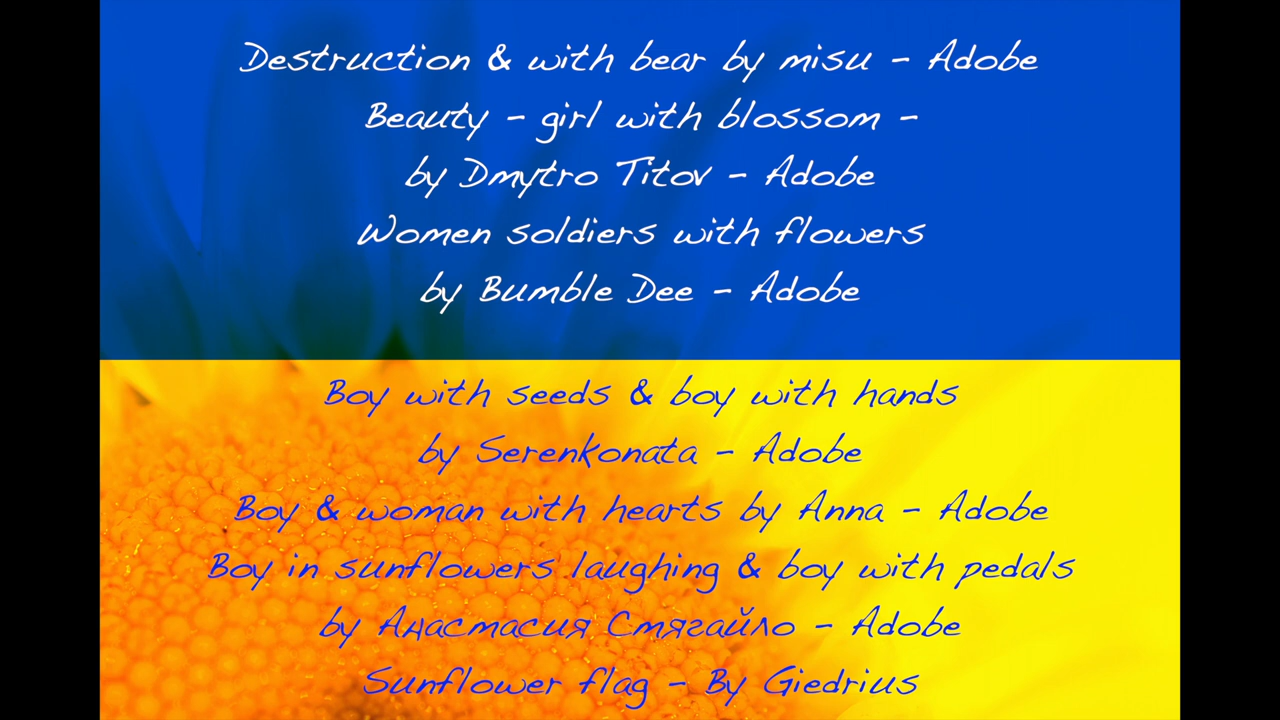 Destruction & with bear by misu - Adobe
Beauty - girl with blossom -
by Dmytro Titov - Adobe
Women soldiers with flowers
by Bumble Dee - Adobe
Boy with seeds & boy with hands
by Serenkonata - Adobe
Boy & woman with hearts by Anna - Adobe
Boy in sunflowers laughing & boy with pedals
by Анастасия Стягайло - Adobe
Sunflower flag - By Giedrius